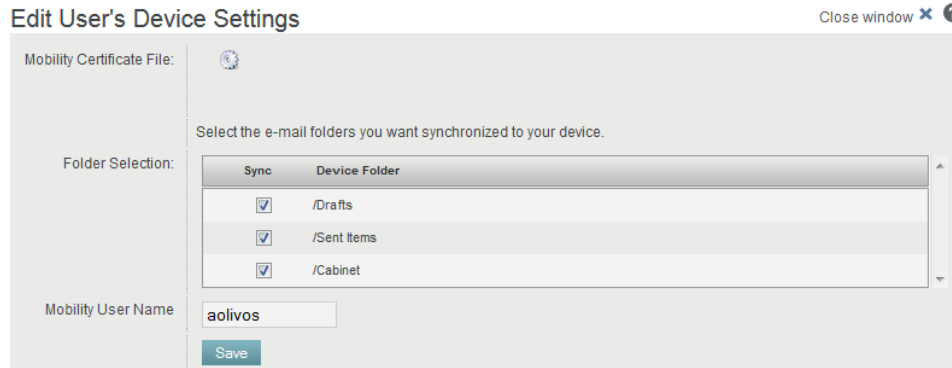 Edit User's Device Settings
Close window
Mobility Certificate File:
Select the e-mail folders you want synchronized to your device.
Folder Selection:
Sync Device Folder
/Drafts
/Sent Items
/Cabinet
Mobility User Name
aolivos
Save